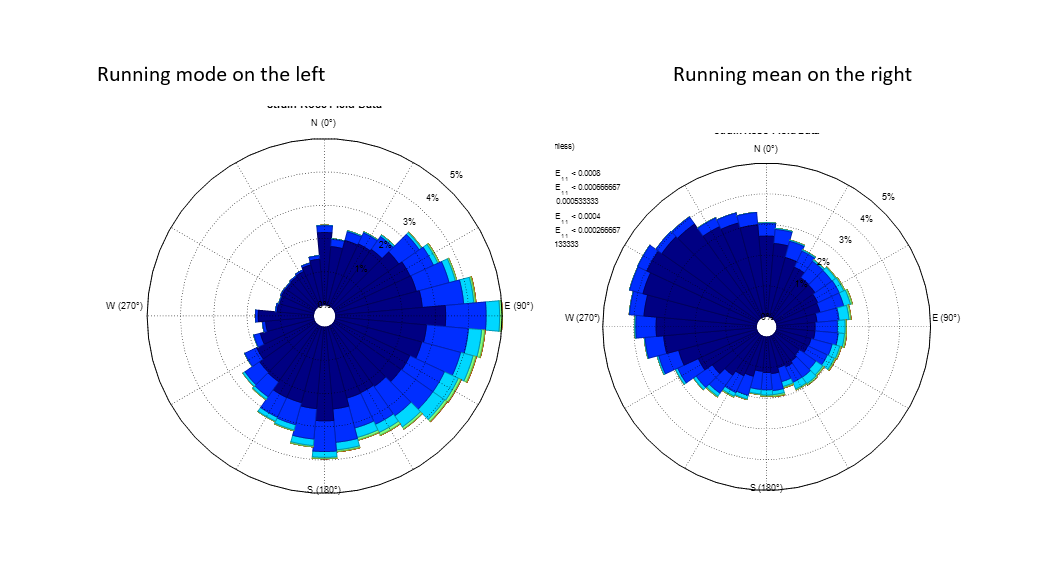 Running mode on the left
Running mean on the right
N (0°)
5%
4%
3%
2%
1%
W (270°)
E (90°)
S (180°)
N (0°)
E₁₁ < 0.0008
E₁₁ < 0.000666667
0.000533333
E₁₁ < 0.0004
E₁₁ < 0.000266667
133333
5%
4%
3%
2%
W (270°)
E (90°)
S (180°)